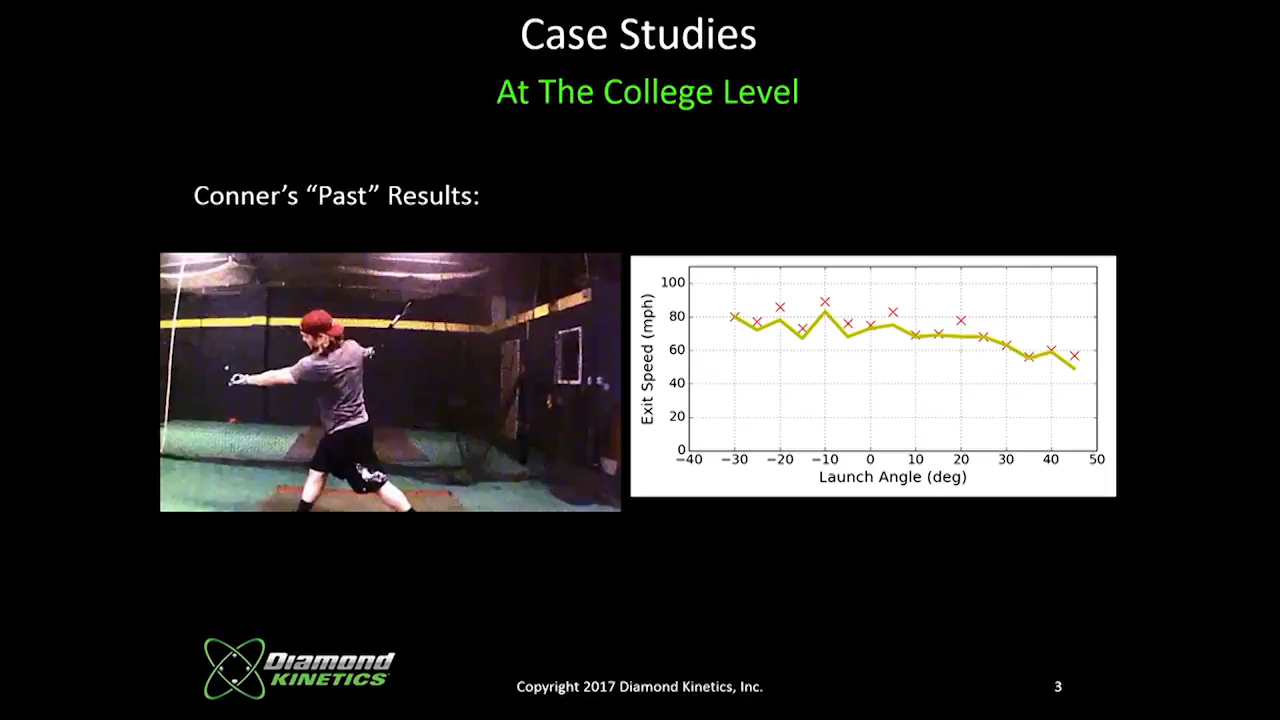 Case Studies
At The College Level
Conner’s “Past” Results:
100
80
60
40
20
0
Exit Speed (mph)
−40 −30 −20 −10 0 10 20 30 40 50
Launch Angle (deg)
Diamond
KINETICS
Copyright 2017 Diamond Kinetics, Inc.
3